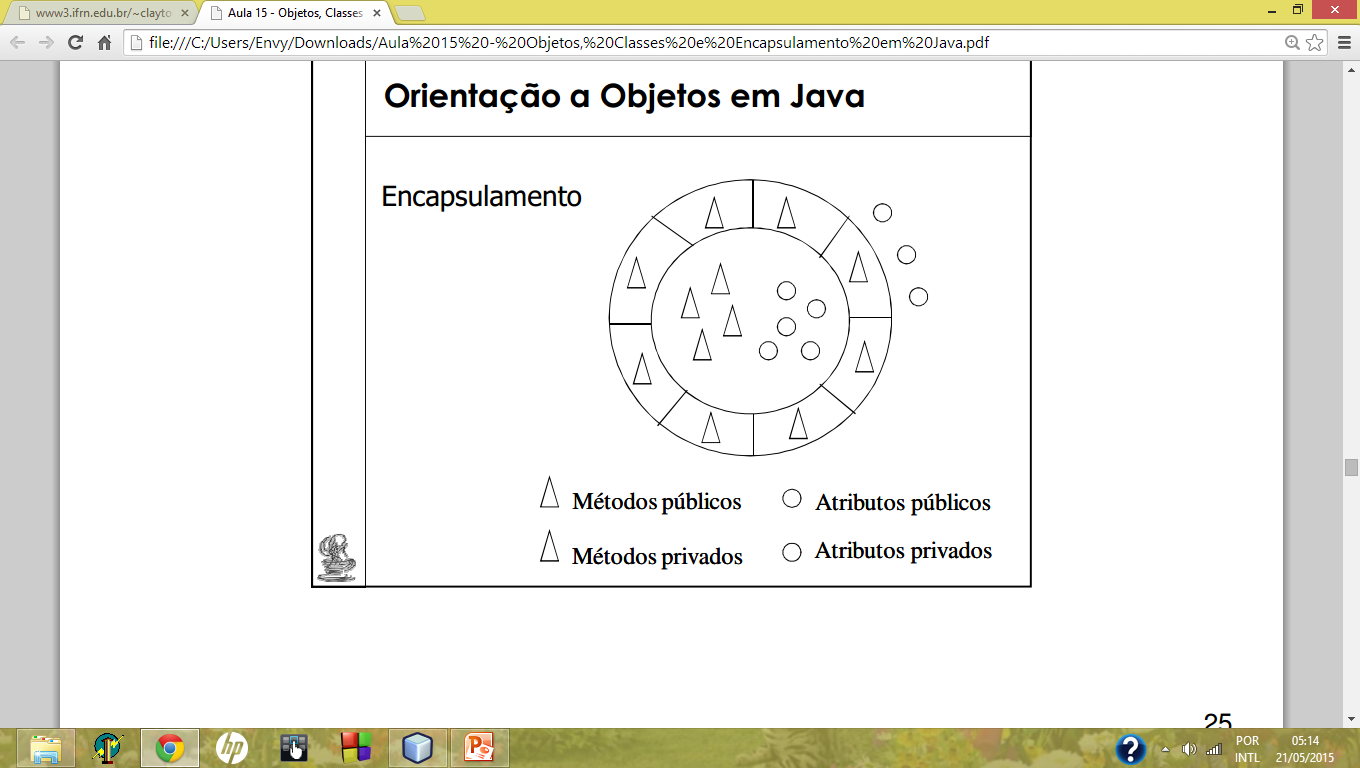 www3.ifrn.edu.br/~clayto
Aula 15 - Objetos, Classes
file:///C:/Users/Envy/Downloads/Aula%2015%20-%20Objetos,%20Classes%20e%20Encapsulamento%20em%20Java.pdf
Orientação a Objetos em Java
Encapsulamento
Métodos públicos
Atributos públicos
Métodos privados
Atributos privados
25
hp
POR
INTL
05:14
21/05/2015